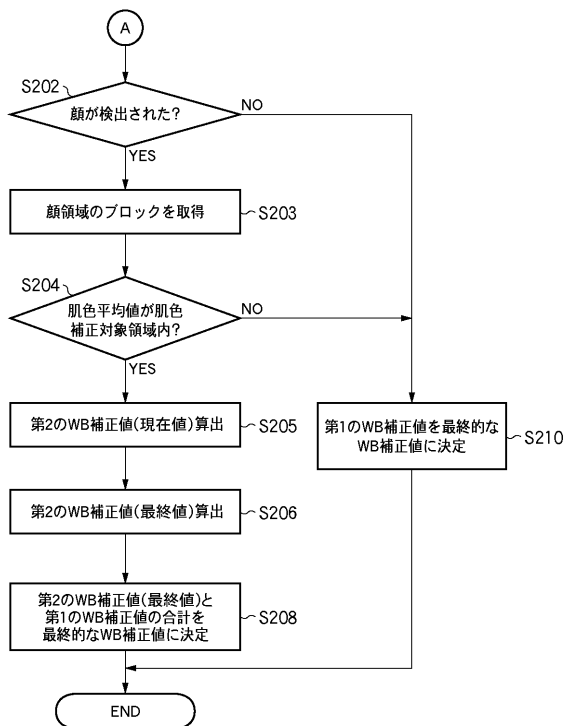 A
S202
顔が検出された?
NO
YES
顔領域のブロックを取得
S203
S204
肌色平均値が肌色
補正対象領域内?
NO
YES
第2のWB補正値(現在値)算出
S205
第1のWB補正値を最終的な
WB補正値に決定
S210
第2のWB補正値(最終値)算出
S206
第2のWB補正値(最終値)と
第1のWB補正値の合計を
最終的なWB補正値に決定
S208
END